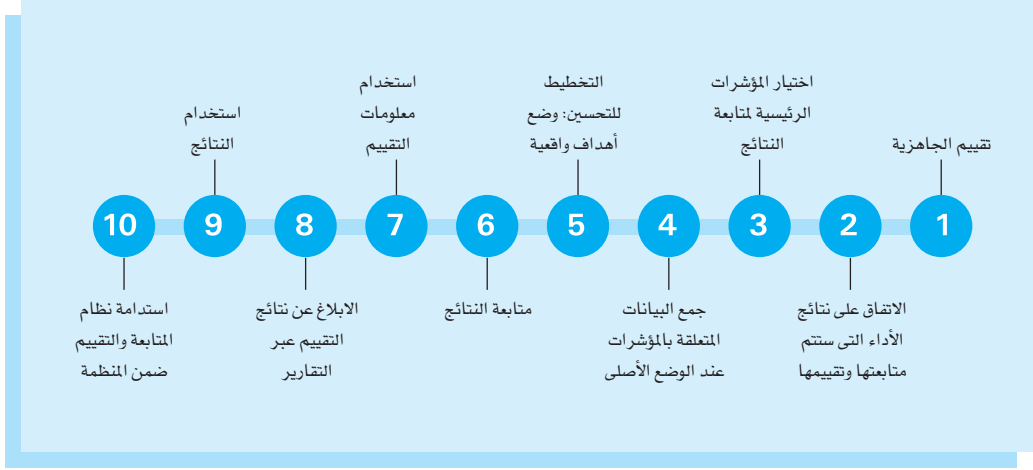 1
تقييم الجاهزية
2
الاتفاق على نتائج
الأداء التى ستتم
متابعتها وتقييمها
3
اختيار المؤشرات
الرئيسية لمتابعة
النتائج
4
جمع البيانات
المتعلقة بالمؤشرات
عند الوضع الأصلى
5
التخطيط
للتحسين: وضع
أهداف واقعية
6
متابعة النتائج
7
استخدام
معلومات
التقييم
8
الابلاغ عن نتائج
التقييم عبر
التقارير
9
استخدام
النتائج
10
استدامة نظام
المتابعة والتقييم
ضمن المنظمة